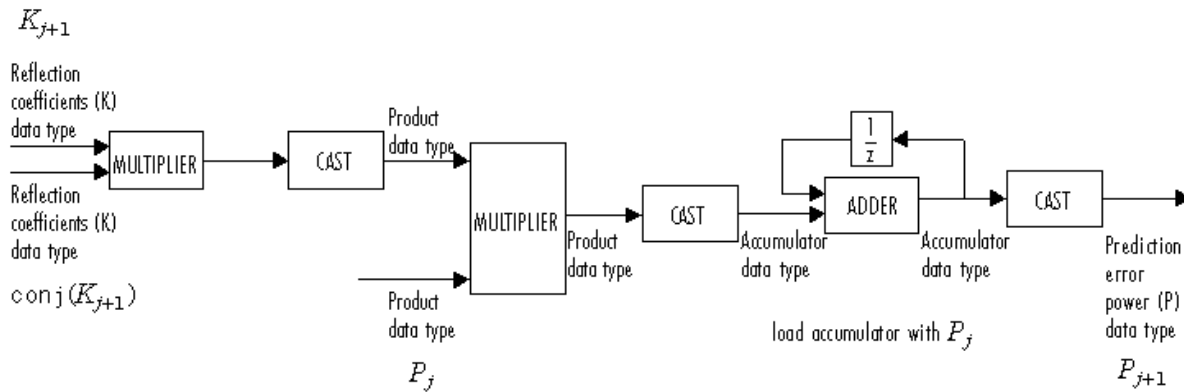 K_{j+1}
Reflection
coefficients (K)
data type
MULTIPLIER
Reflection
coefficients (K)
data type
conj(K_{j+1})
CAST
Product
data type
MULTIPLIER
Product
data type
P_j
Product
data type
CAST
Accumulator
data type
1
z
ADDER
load accumulator with P_j
Accumulator
data type
CAST
Prediction
error
power (P)
data type
P_{j+1}